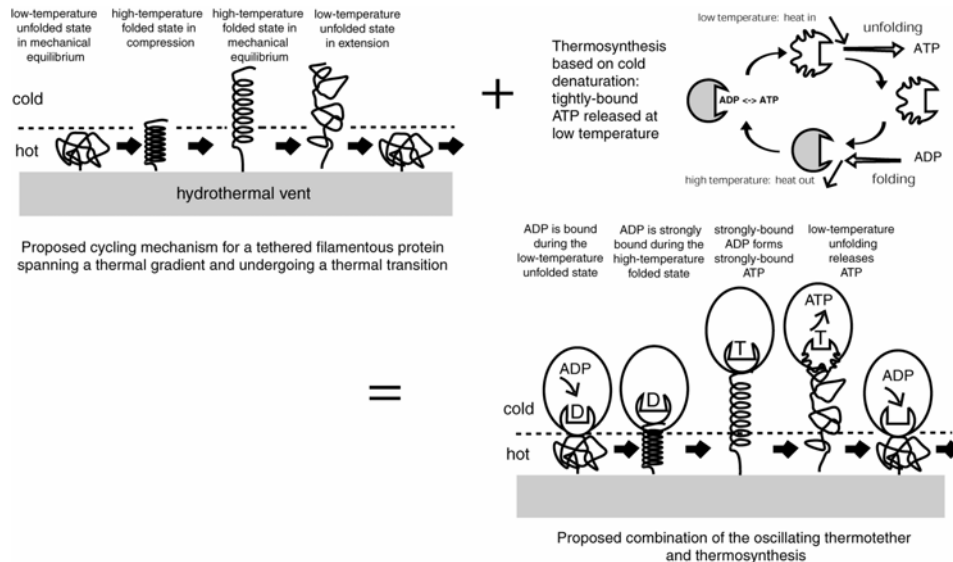 low-temperature
unfolded state
in mechanical
equilibrium
high-temperature
folded state in
compression
high-temperature
folded state in
mechanical
equilibrium
low-temperature
unfolded state
in extension
cold
hot
hydrothermal vent
Proposed cycling mechanism for a tethered filamentous protein
spanning a thermal gradient and undergoing a thermal transition
+
Thermosynthesis
based on cold
denaturation:
tightly-bound
ATP released at
low temperature
low temperature: heat in
unfolding
ATP
ADP <-> ATP
ADP
high temperature: heat out
folding
=
ADP is bound
during the
low-temperature
unfolded state
ADP is strongly
bound during the
high-temperature
folded state
strongly-bound
ADP forms
strongly-bound
ATP
low-temperature
unfolding
releases
ATP
cold
hot
ADP
D
D
T
ATP
T
ADP
Proposed combination of the oscillating thermotether
and thermosynthesis